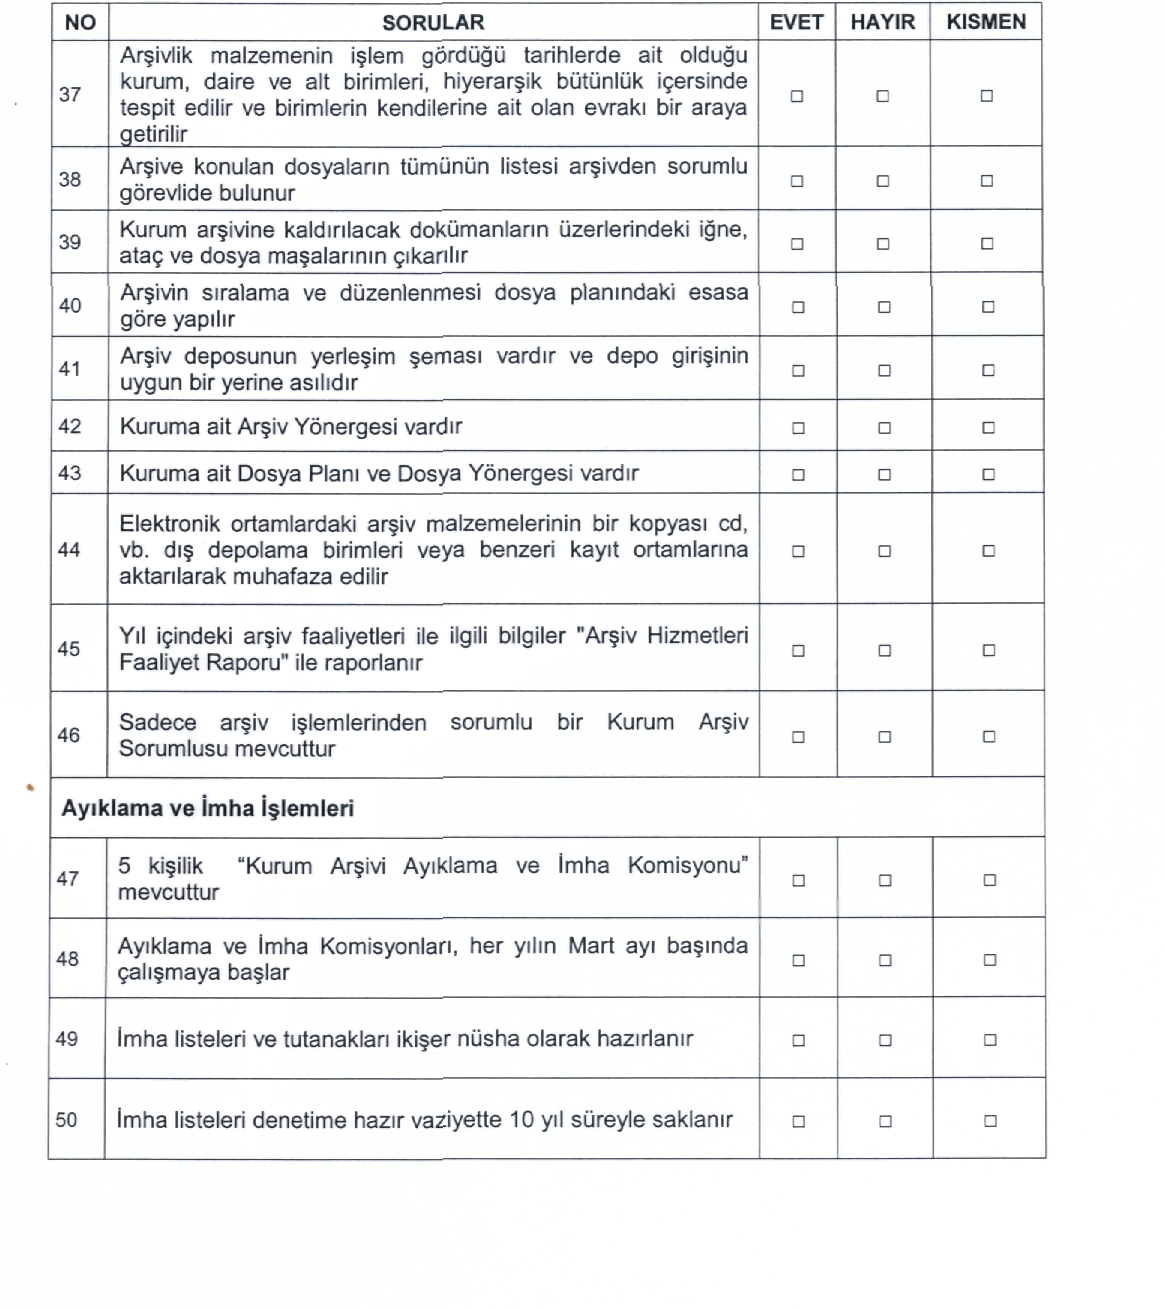 NO SORULAR EVET HAYIR KISMEN
37 Arşivlik malzemenin işlem gördüğü tarihlerde ait olduğu
kurum, daire ve alt birimleri, hiyerarşik bütünlük içersinde
tespit edilir ve birimlerin kendilerine ait olan evrakı bir araya
getirilir
□ □ □
38 Arşive konulan dosyaların tümünün listesi arşivden sorumlu
görevlide bulunur
□ □ □
39 Kurum arşivine kaldırılacak dokümanların üzerlerindeki iğne,
ataç ve dosya maşalarının çıkarılır
□ □ □
40 Arşivin sıralama ve düzenlenmesi dosya planındaki esasa
göre yapılır
□ □ □
41 Arşiv deposunun yerleşim şeması vardır ve depo girişinin
uygun bir yerine asılıdır
□ □ □
42 Kuruma ait Arşiv Yönergesi vardır □ □ □
43 Kuruma ait Dosya Planı ve Dosya Yönergesi vardır □ □ □
44 Elektronik ortamlardaki arşiv malzemelerinin bir kopyası cd,
vb. dış depolama birimleri veya benzeri kayıt ortamlarına
aktarılarak muhafaza edilir
□ □ □
45 Yıl içindeki arşiv faaliyetleri ile ilgili bilgiler "Arşiv Hizmetleri
Faaliyet Raporu" ile raporlanır
□ □ □
46 Sadece arşiv işlemlerinden sorumlu bir Kurum Arşiv
Sorumlusu mevcuttur
□ □ □
Ayıklama ve İmha İşlemleri
47 5 kişilik “Kurum Arşivi Ayıklama ve İmha Komisyonu”
mevcuttur
□ □ □
48 Ayıklama ve İmha Komisyonları, her yılın Mart ayı başında
çalışmaya başlar
□ □ □
49 İmha listeleri ve tutanakları ikişer nüsha olarak hazırlanır □ □ □
50 İmha listeleri denetime hazır vaziyette 10 yıl süreyle saklanır □ □ □